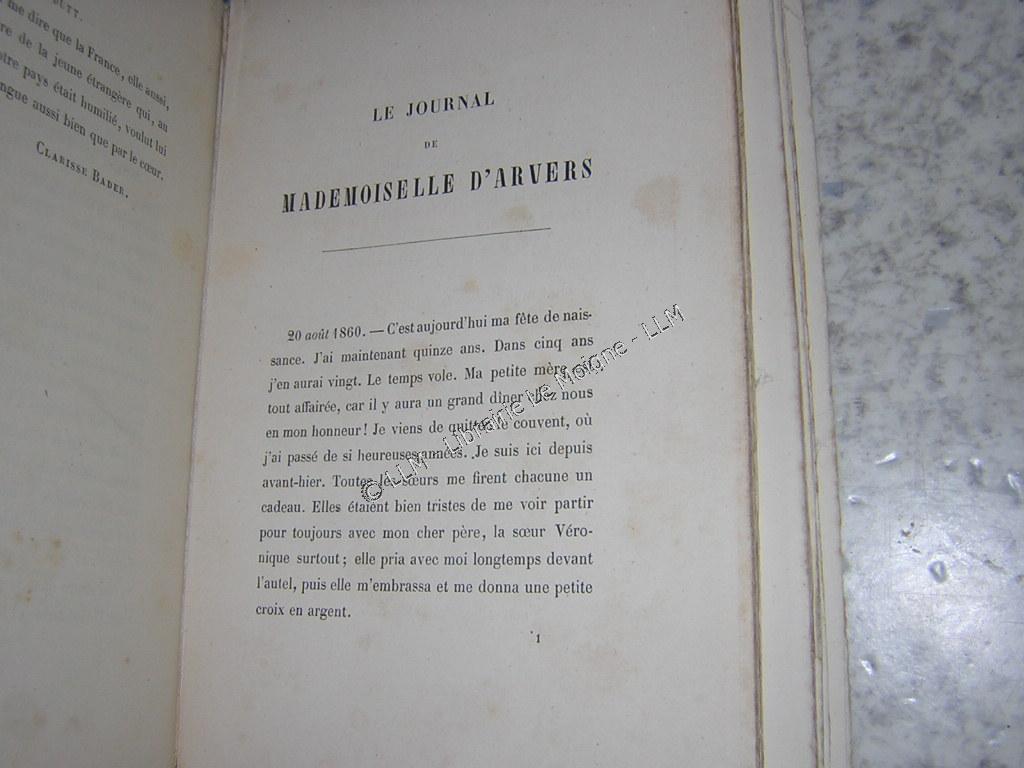 DUTT.
me dire que la France, elle aussi,
re de la jeune étrangère qui, au
otre pays était humilié, voulut lui
ngue aussi bien que par le cœur.
CLARISSE BADER.
LE JOURNAL
DE
MADEMOISELLE D'ARVERS
20 août 1860. — C'est aujourd'hui ma fête de nais-
sance. J'ai maintenant quinze ans. Dans cinq ans
j'en aurai vingt. Le temps vole. Ma petite mère est
tout affairée, car il y aura un grand dîner chez nous
en mon honneur! Je viens de quitter le couvent, où
j'ai passé de si heureuses années. Je suis ici depuis
avant-hier. Toutes les sœurs me firent chacune un
cadeau. Elles étaient bien tristes de me voir partir
pour toujours avec mon cher père, la sœur Véro-
nique surtout; elle pria avec moi longtemps devant
l'autel, puis elle m'embrassa et me donna une petite
croix en argent.
1
© LLM - Librairie Le Moigne - LLM